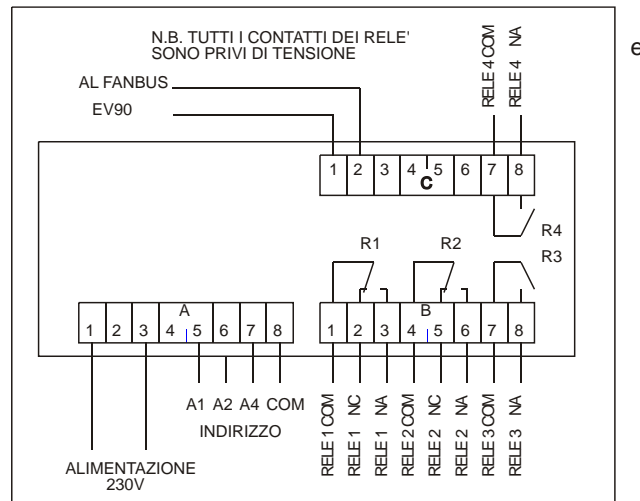 N.B. TUTTI I CONTATTI DEI RELE'
SONO PRIVI DI TENSIONE
RELE 4 COM
RELE 4 NA
e
AL FANBUS
EV90
1 2 3 4 5 6 7 8
C
R4
R1
R2
R3
A
1 2 3 4 5 6 7 8
B
1 2 3 4 5 6 7 8
A1 A2 A4 COM
INDIRIZZO
RELE 1 COM
RELE 1 NC
RELE 1 NA
RELE 2 COM
RELE 2 NC
RELE 2 NA
RELE 3 COM
RELE 3 NA
ALIMENTAZIONE
230V